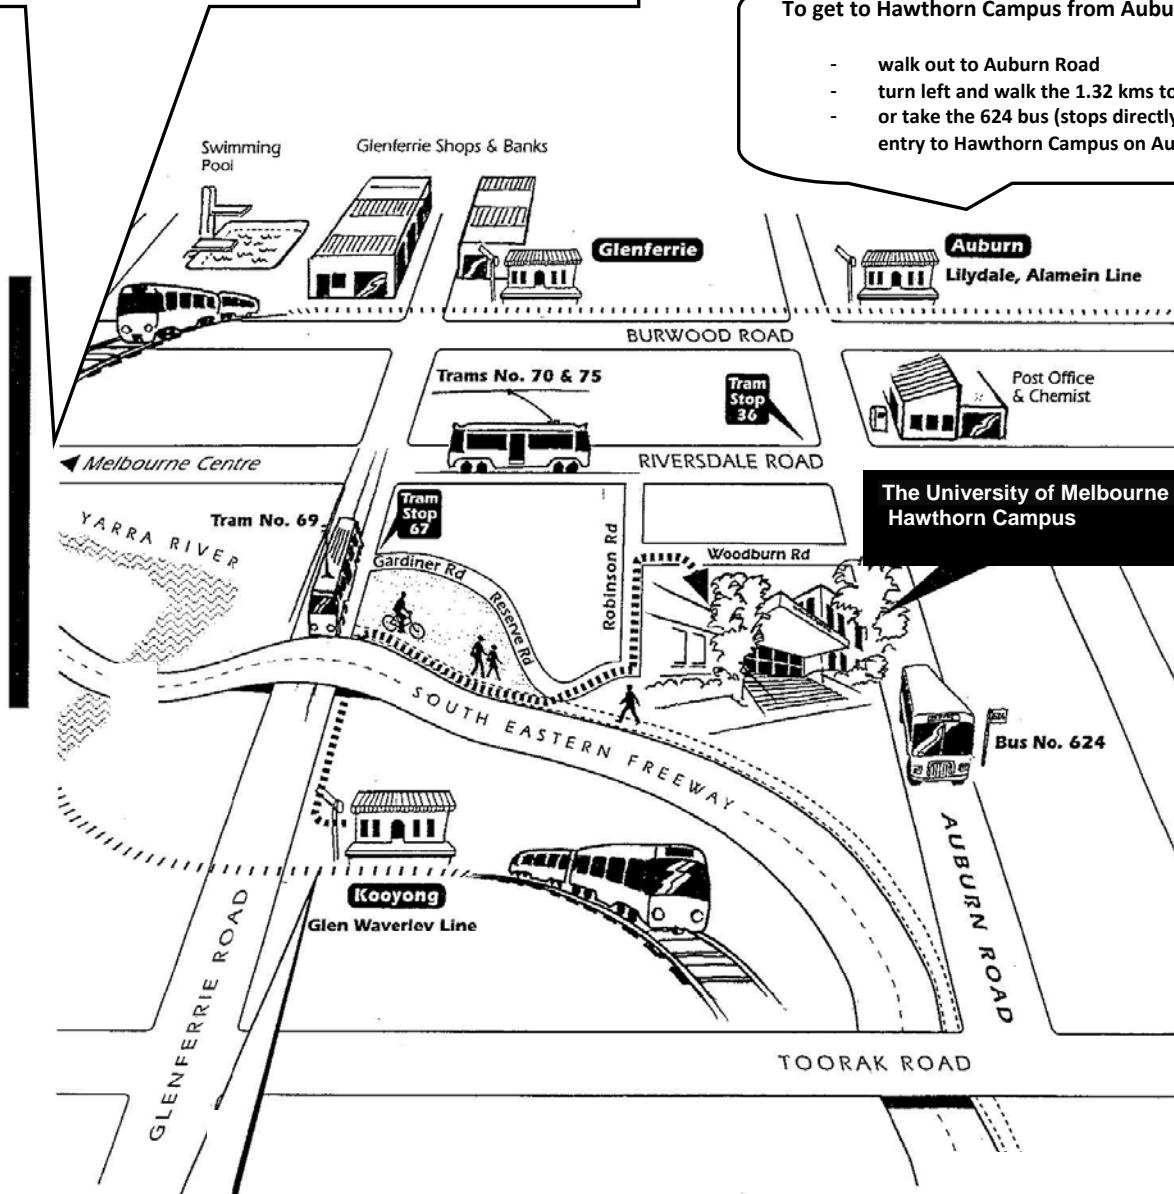 To get to Hawthorn Campus from Aubu
- walk out to Auburn Road
- turn left and walk the 1.32 kms to
- or take the 624 bus (stops directly
entry to Hawthorn Campus on Au
Swimming
Pool
Glenferrie Shops & Banks
Glenferrie
Auburn
Lilydale, Alamein Line
BURWOOD ROAD
Trams No. 70 & 75
Tram
Stop
36
Post Office
& Chemist
Melbourne Centre
RIVERSDALE ROAD
The University of Melbourne
Hawthorn Campus
YARRA RIVER
Tram No. 69
Tram
Stop
67
Gardiner Rd
Reserve Rd
Robinson Rd
Woodburn Rd
SOUTH EASTERN FREEWAY
Bus No. 624
AUBURN ROAD
Kooyong
Glen Waverley Line
GLENFERRIE ROAD
TOORAK ROAD